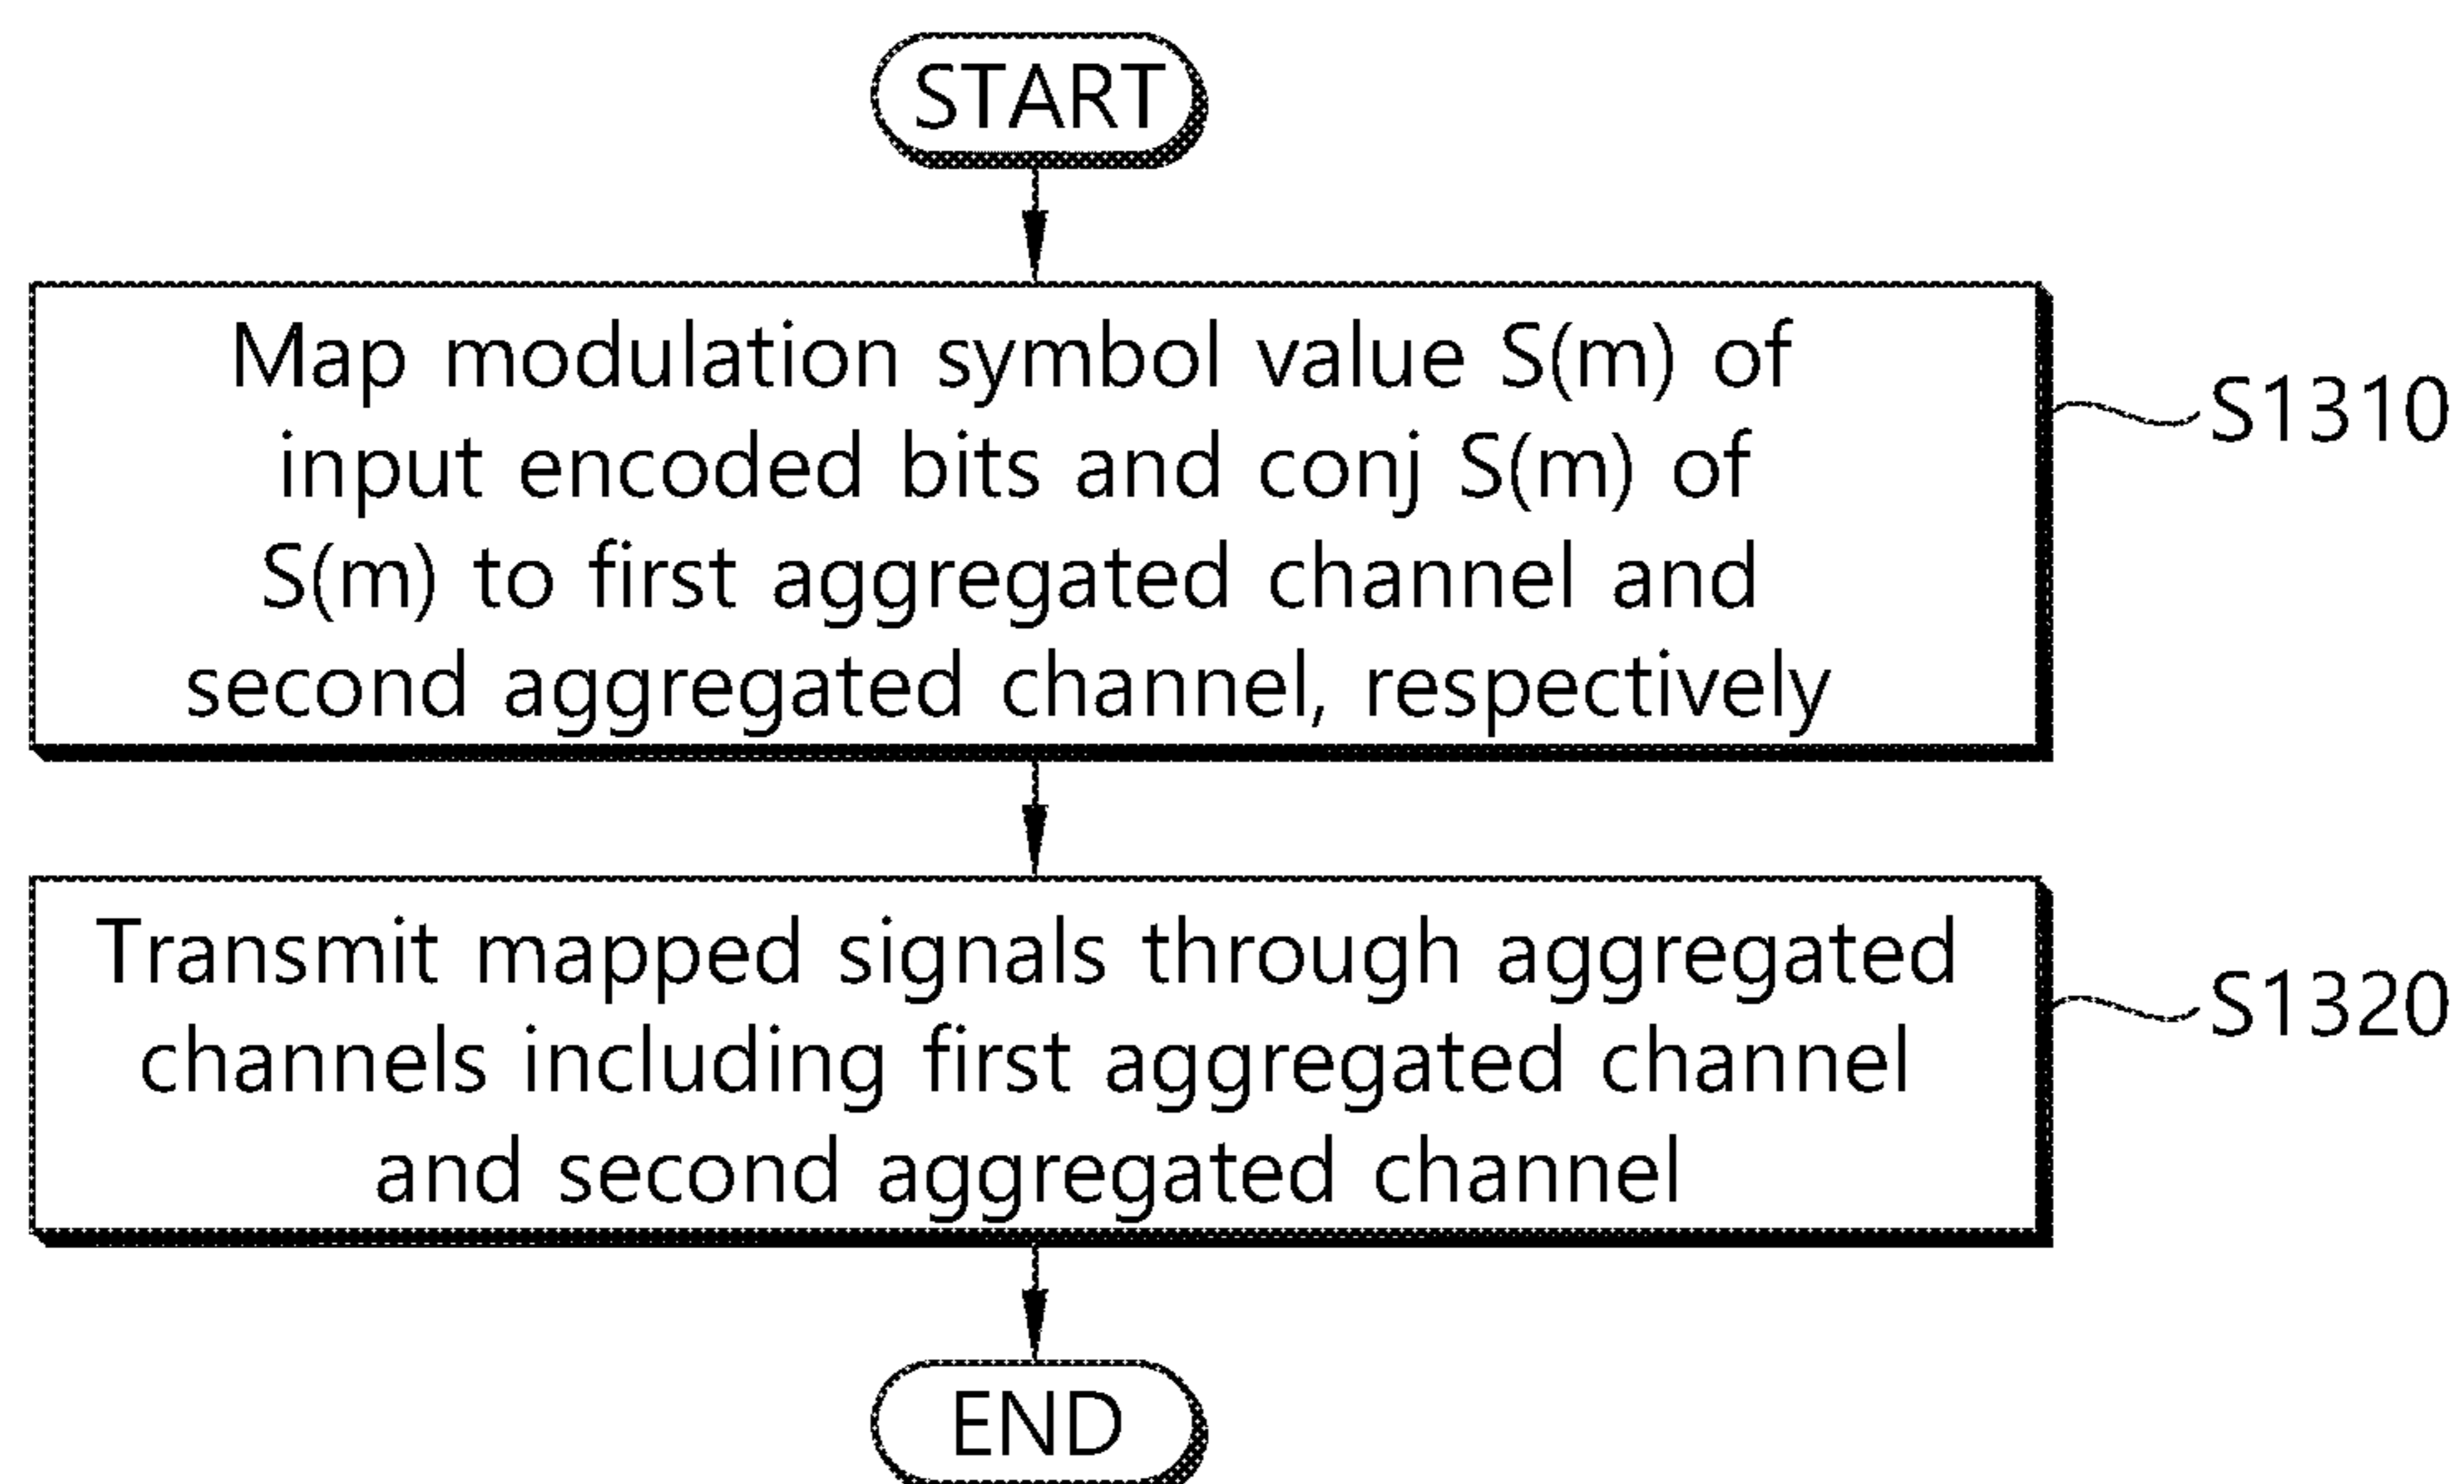 START
Map modulation symbol value S(m) of
input encoded bits and conj S(m) of
S(m) to first aggregated channel and
second aggregated channel, respectively
S1310
Transmit mapped signals through aggregated
channels including first aggregated channel
and second aggregated channel
S1320
END